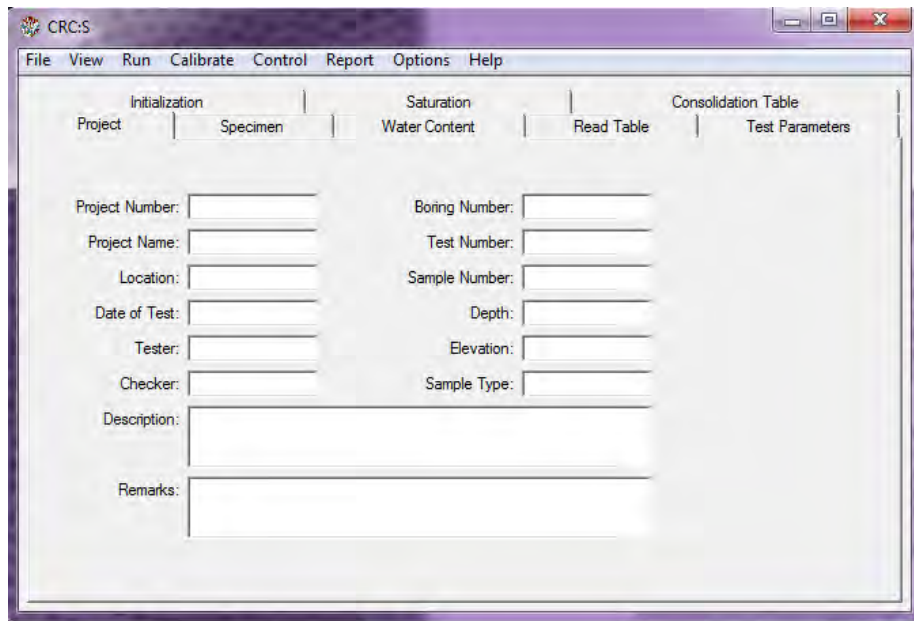 CRC:S
File View Run Calibrate Control Report Options Help
Initialization Saturation Consolidation Table
Project Specimen Water Content Read Table Test Parameters
Project Number: Boring Number:
Project Name: Test Number:
Location: Sample Number:
Date of Test: Depth:
Tester: Elevation:
Checker: Sample Type:
Description:
Remarks: